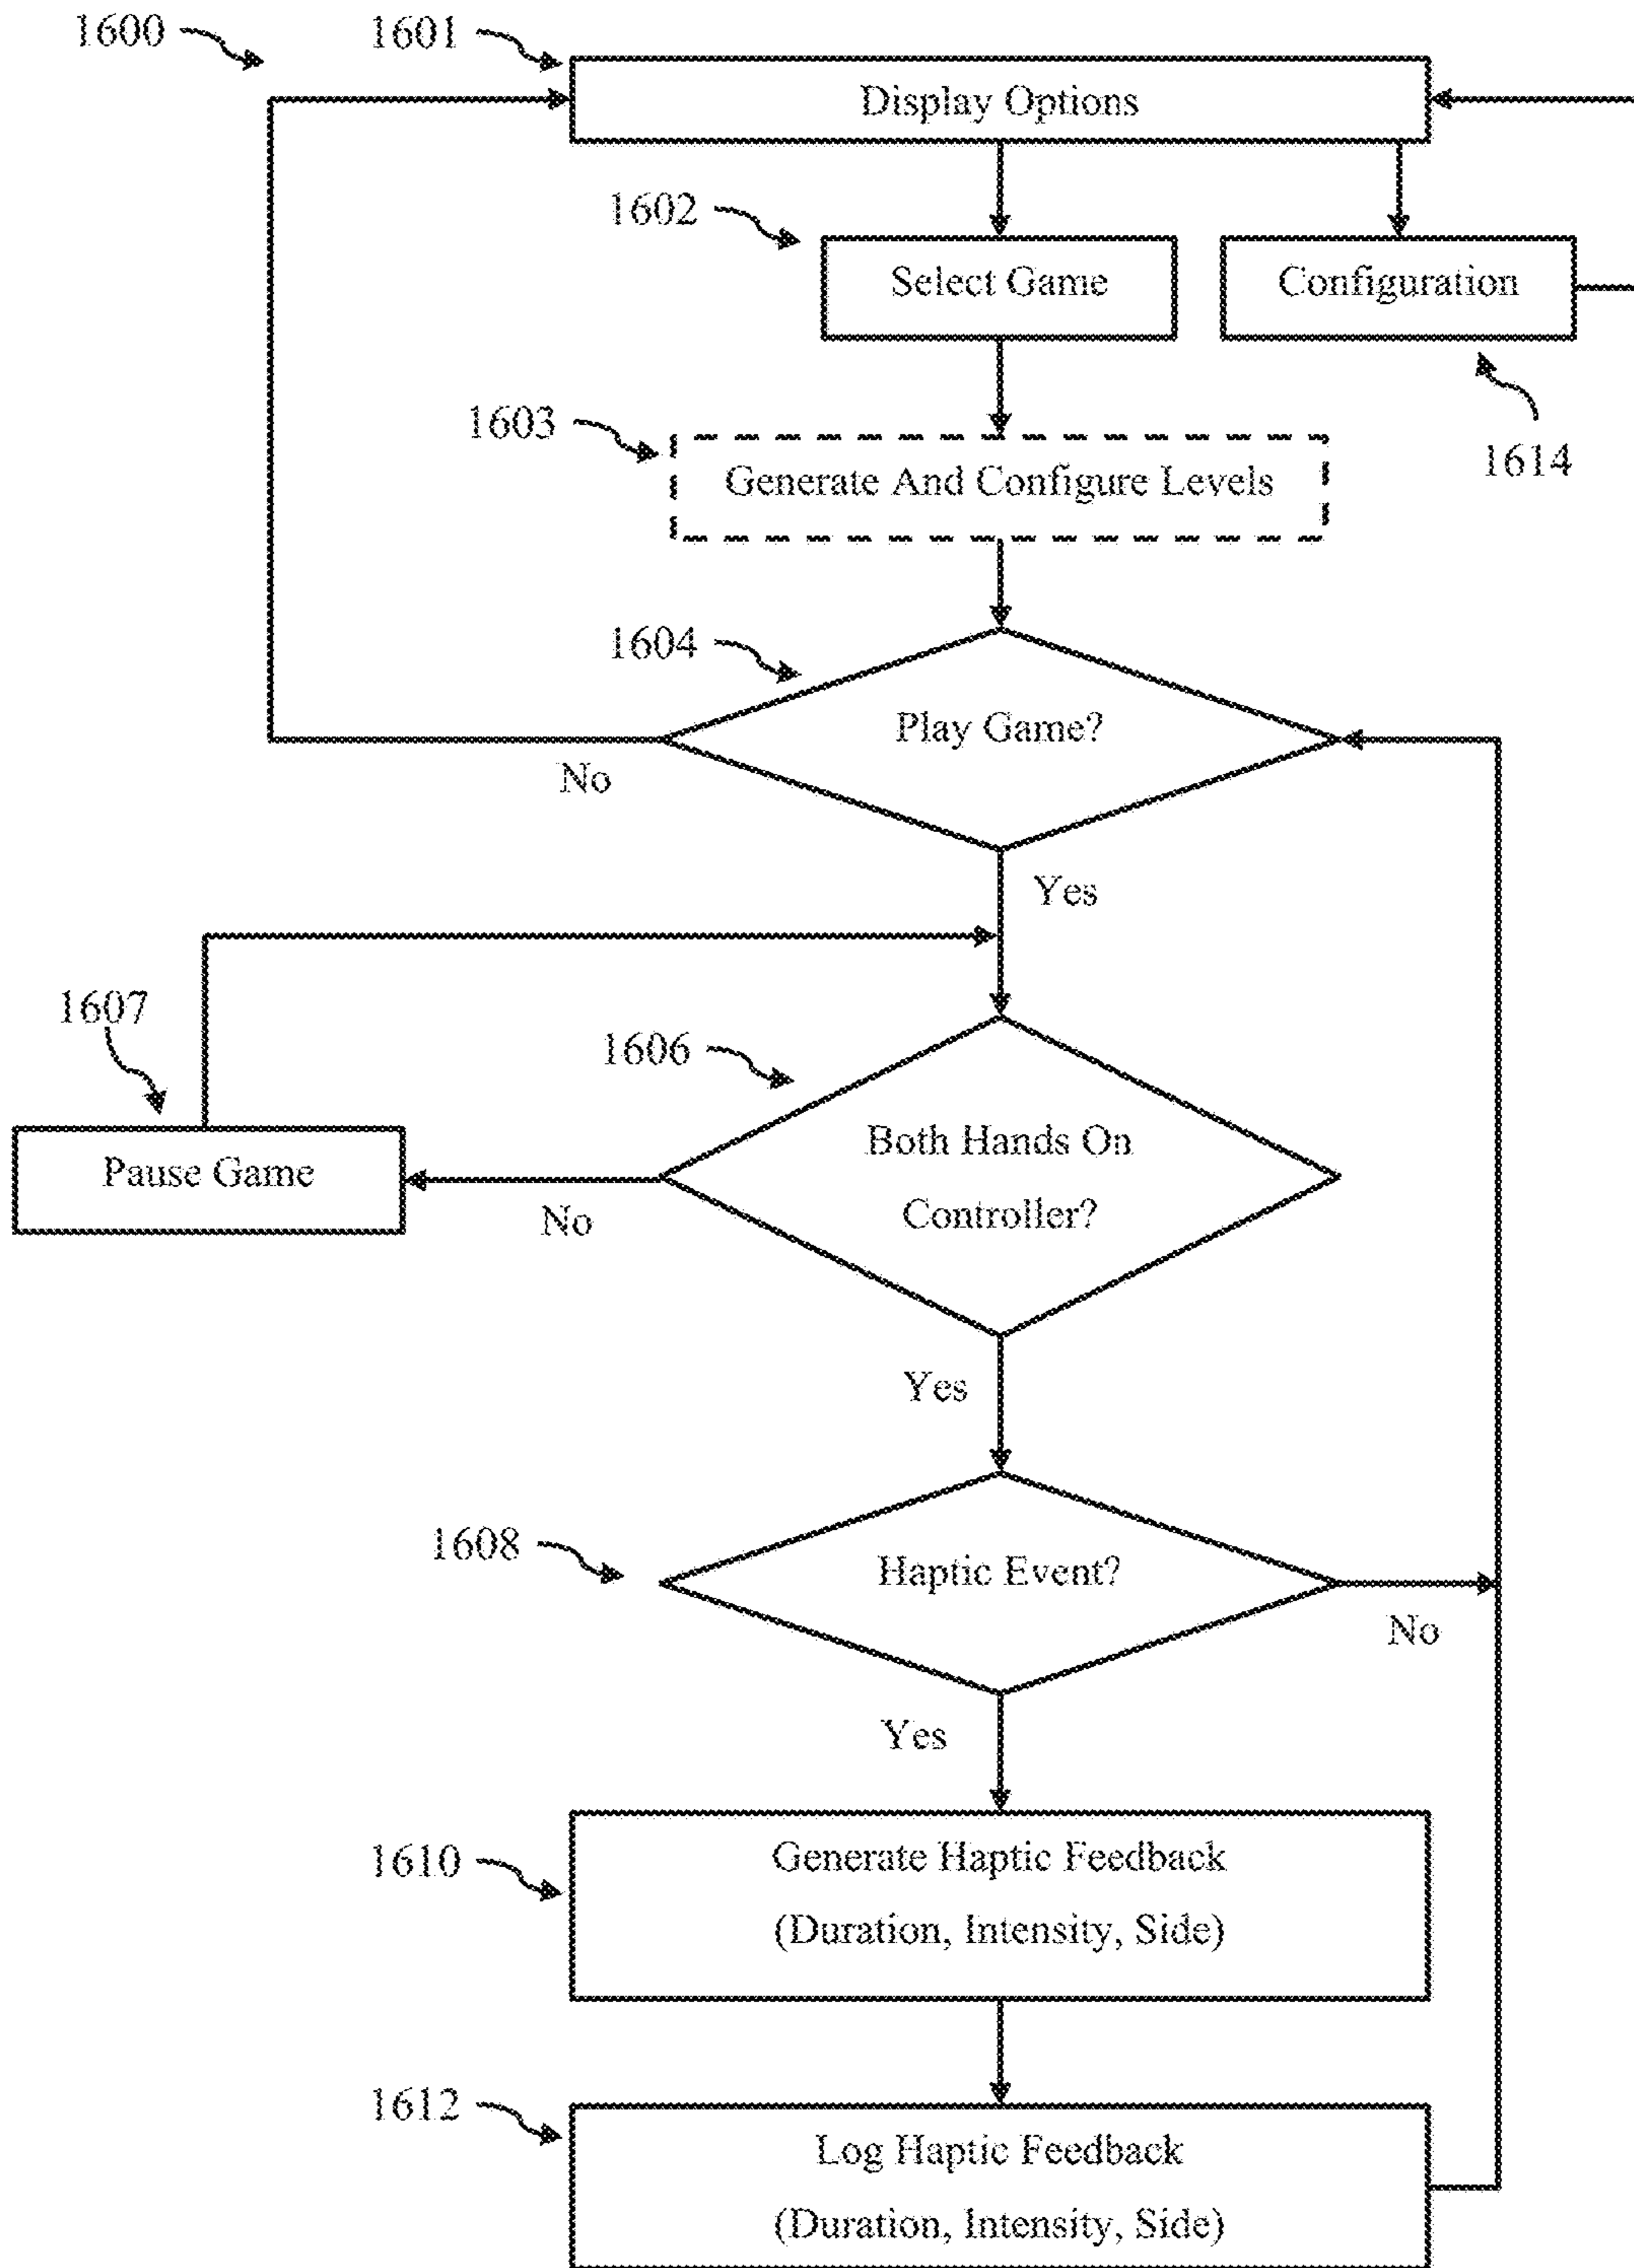 1600
1601
Display Options
1602
Select Game
Configuration
1603
Generate And Configure Levels
1614
1604
Play Game?
No
Yes
1607
1606
Both Hands On
Controller?
Pause Game
No
Yes
1608
Haptic Event?
No
Yes
1610
Generate Haptic Feedback
(Duration, Intensity, Side)
1612
Log Haptic Feedback
(Duration, Intensity, Side)